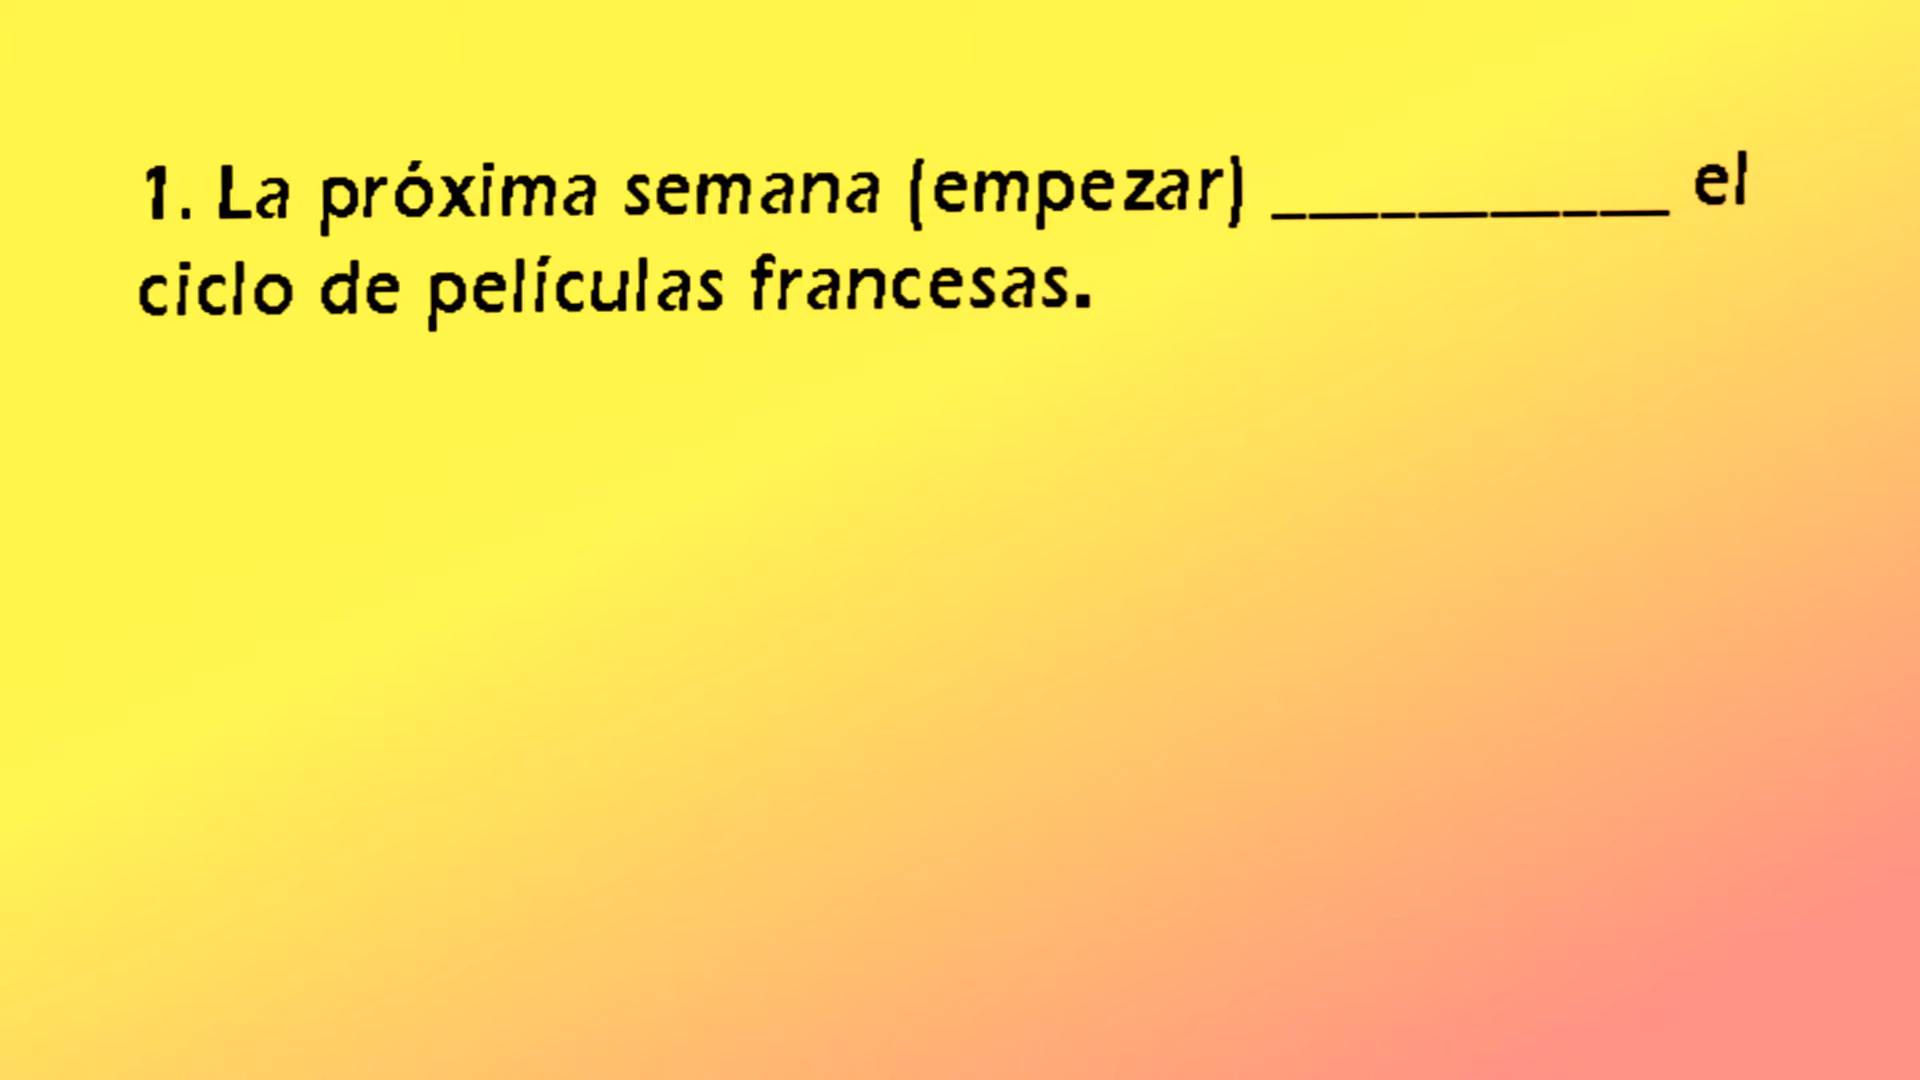 1. La próxima semana (empezar) ___________ el
ciclo de películas francesas.